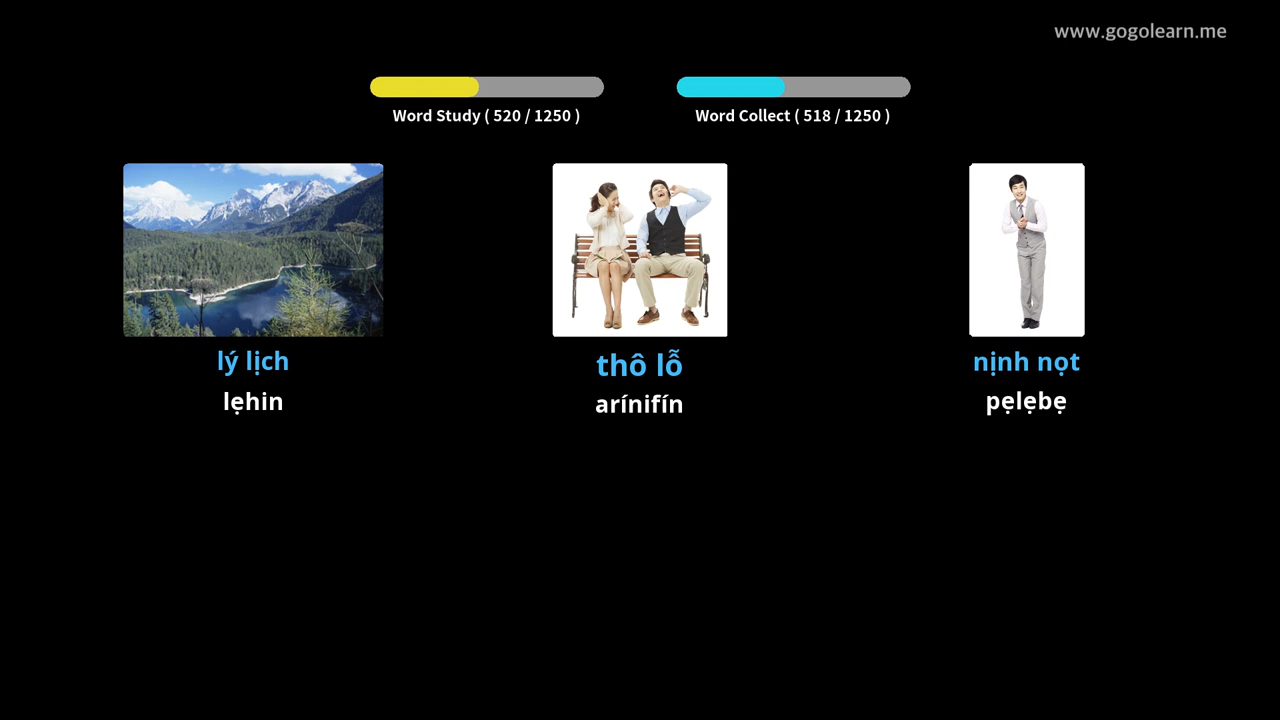 www.gogolearn.me
Word Study ( 520 / 1250 )
Word Collect ( 518 / 1250 )
lý lịch
lẹhin
thô lỗ
arínifín
nịnh nọt
pẹlẹbẹ